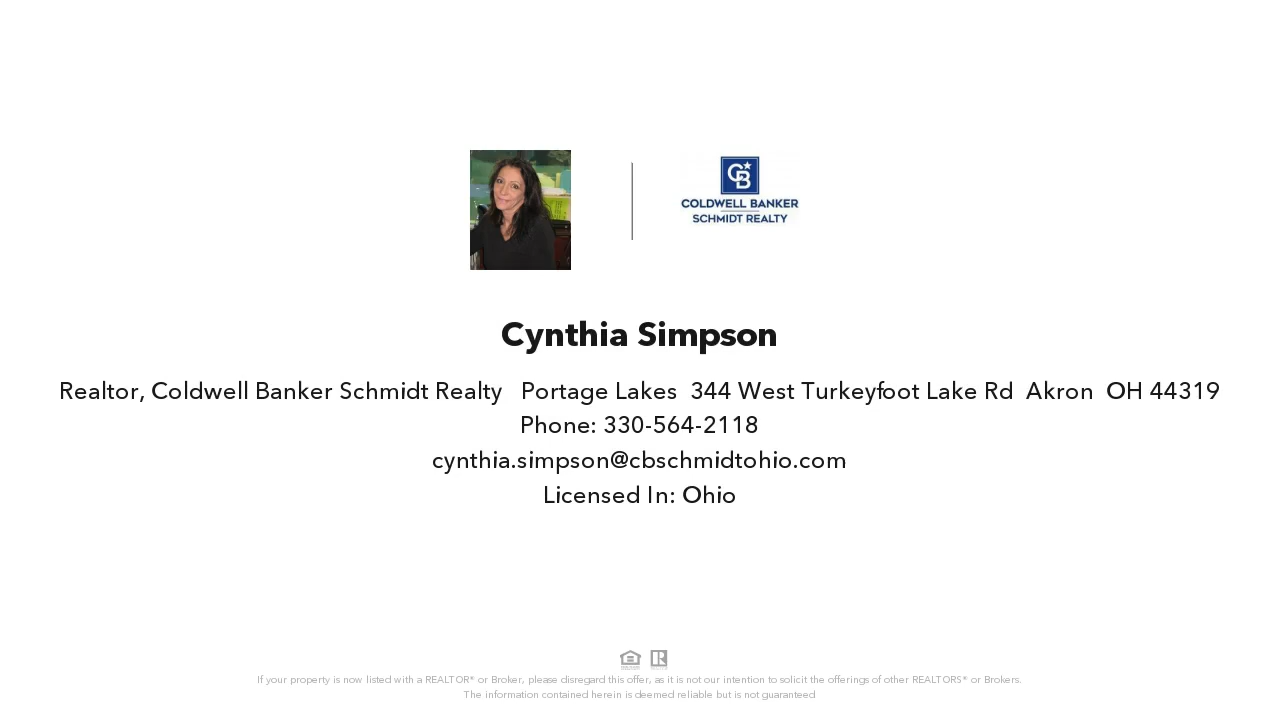 CB
COLDWELL BANKER
SCHMIDT REALTY
Cynthia Simpson
Realtor, Coldwell Banker Schmidt Realty   Portage Lakes  344 West Turkeyfoot Lake Rd  Akron  OH 44319
Phone: 330-564-2118
cynthia.simpson@cbschmidtohio.com
Licensed In: Ohio
If your property is now listed with a REALTOR® or Broker, please disregard this offer, as it is not our intention to solicit the offerings of other REALTORS® or Brokers.
The information contained herein is deemed reliable but is not guaranteed